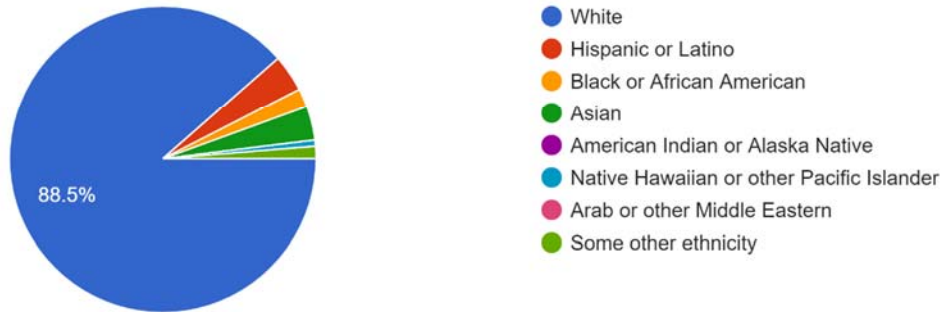 White
Hispanic or Latino
Black or African American
Asian
American Indian or Alaska Native
Native Hawaiian or other Pacific Islander
Arab or other Middle Eastern
Some other ethnicity
88.5%